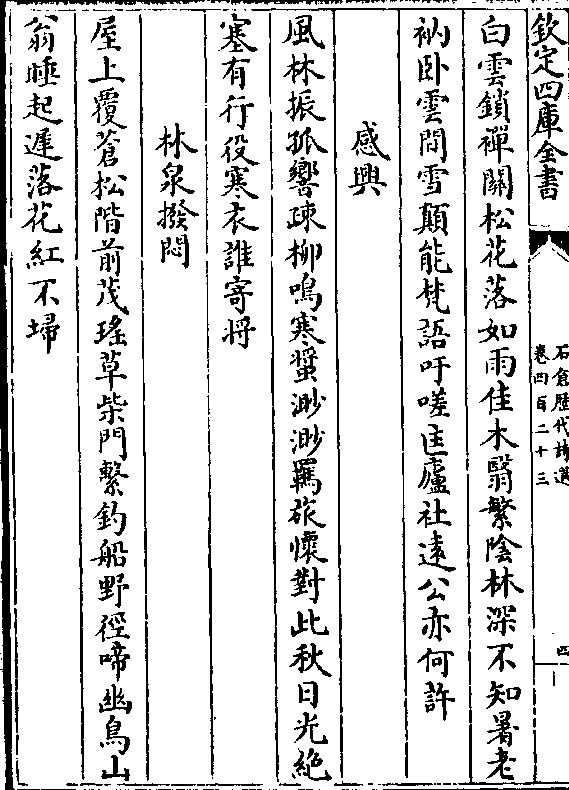 欽定四庫全書
石倉歷代詩選
卷四百二十三
四
白雲鎖禪關松花落如雨佳木翳繁陰林深不知暑老
衲卧雲間雪顛能梵語吁嗟匡廬社遠公亦何許
感興
風林振孤響疎柳鳴寒螿渺渺羈旅懷對此秋日光絶
塞有行役寒衣誰寄將
林泉撥悶
屋上覆蒼松階前茂瑤草柴門繫釣船野徑啼幽鳥山
翁睡起遲落花紅不埽